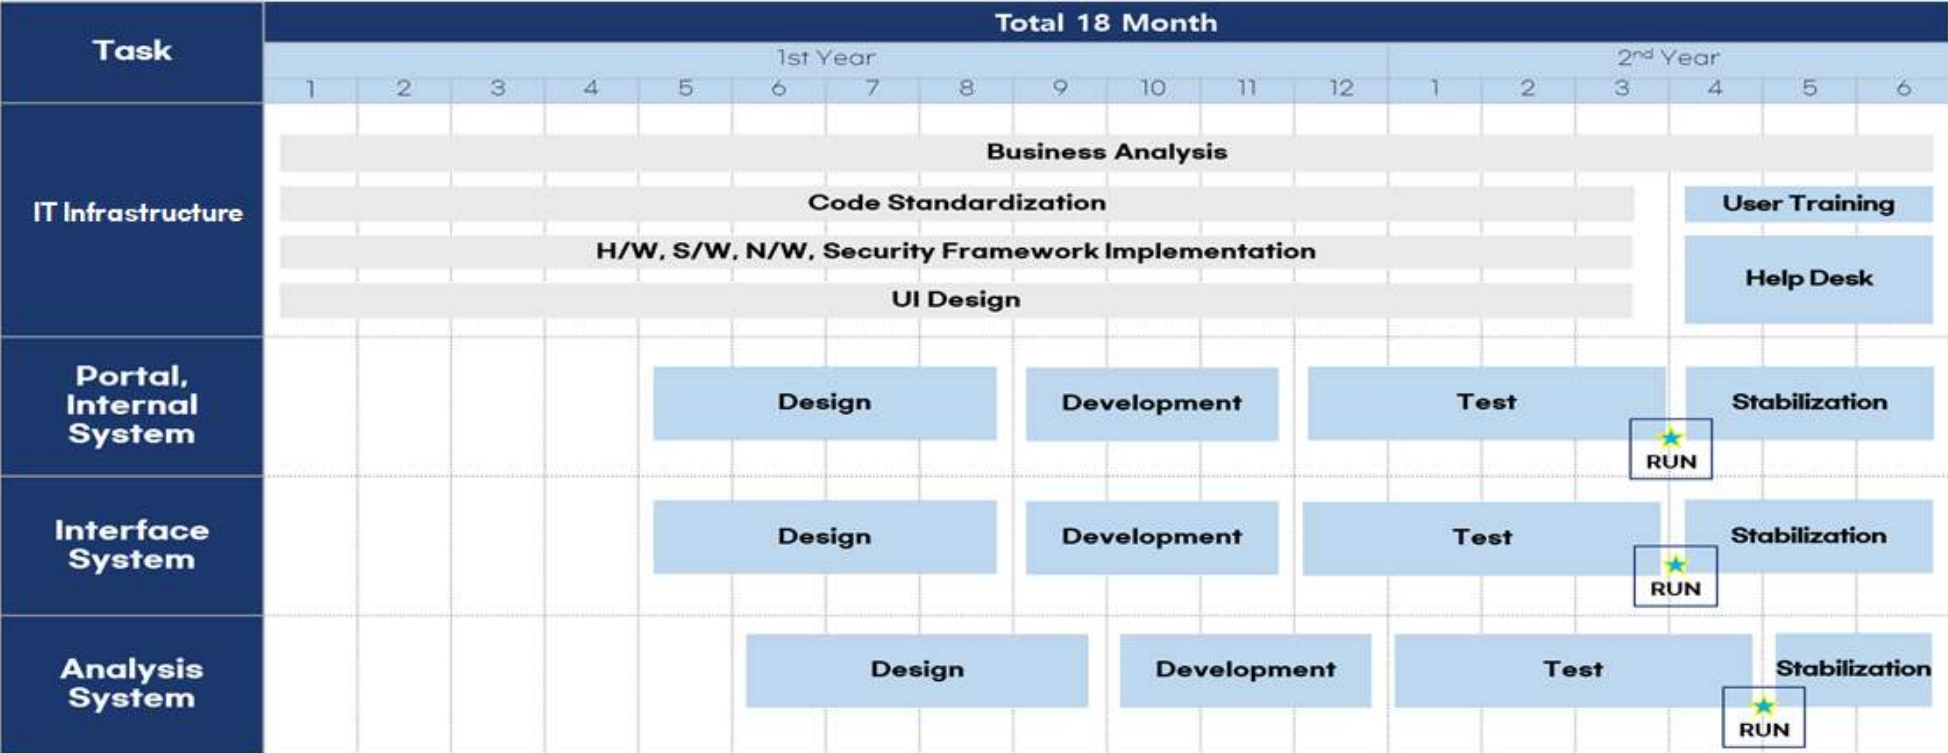 Task
Total 18 Month
1st Year
2nd Year
1 2 3 4 5 6 7 8 9 10 11 12 1 2 3 4 5 6
IT Infrastructure
Business Analysis
Code Standardization
User Training
H/W, S/W, N/W, Security Framework Implementation
Help Desk
UI Design
Portal,
Internal
System
Design
Development
Test
Stabilization
RUN
Interface
System
Design
Development
Test
Stabilization
RUN
Analysis
System
Design
Development
Test
Stabilization
RUN